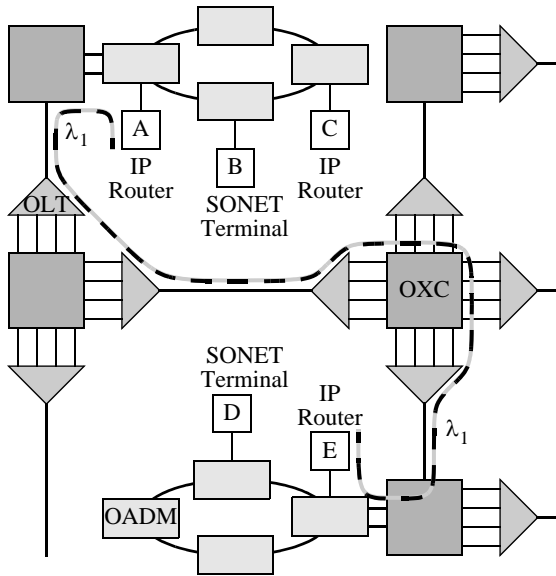 A
C
λ1
IP
Router
B
IP
Router
SONET
Terminal
OLT
OXC
SONET
Terminal
IP
Router
D
λ1
E
OADM